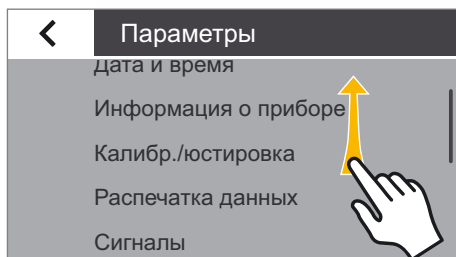 Параметры
Дата и время
Информация о приборе
Калибр./юстировка
Распечатка данных
Сигналы